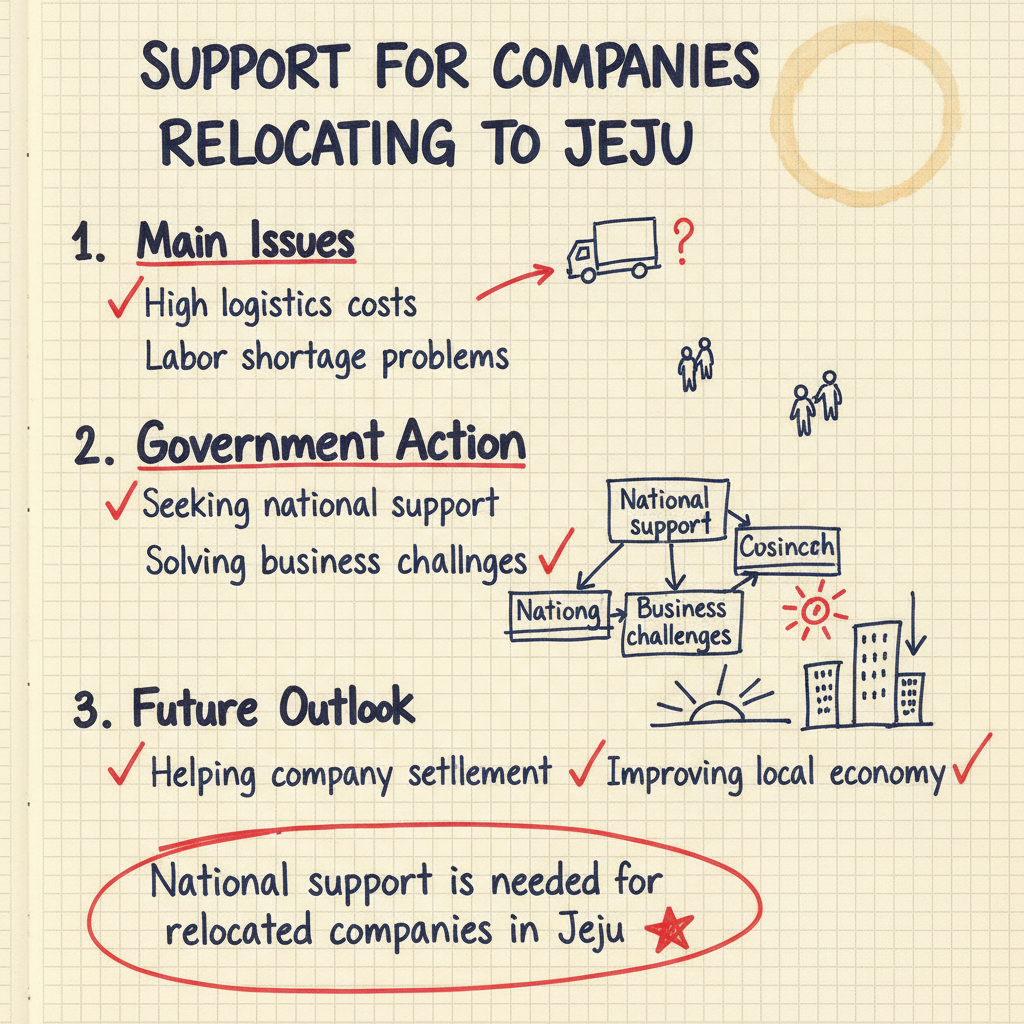 SUPPORT FOR COMPANIES
RELOCATING TO JEJU
1. Main Issues
High logistics costs
Labor shortage problems
2. Government Action
Seeking national support
Solving business challnges
National
support
Cosincch
Nationg
Business
challenges
3. Future Outlook
Helping company setllement
Improving local economy
National support is needed for
relocated companies in Jeju